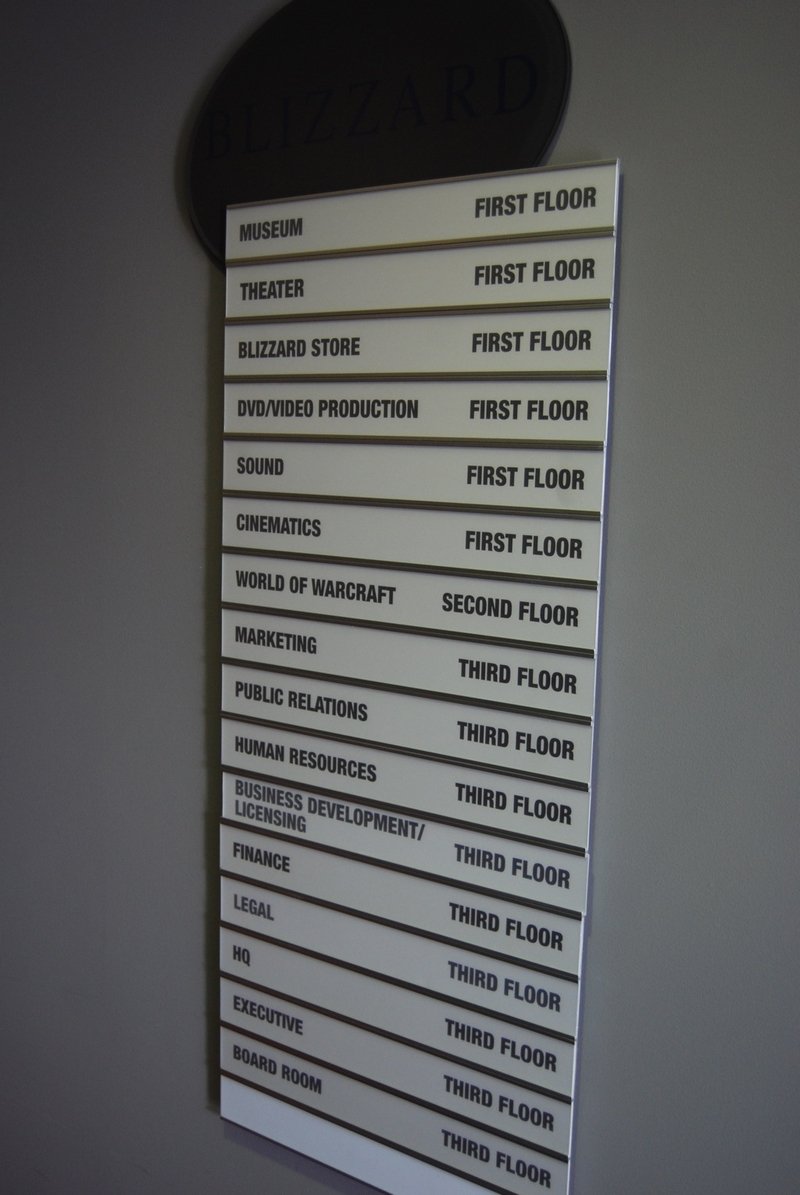 BLIZZARD
MUSEUM FIRST FLOOR
THEATER FIRST FLOOR
BLIZZARD STORE FIRST FLOOR
DVD/VIDEO PRODUCTION FIRST FLOOR
SOUND FIRST FLOOR
CINEMATICS FIRST FLOOR
WORLD OF WARCRAFT SECOND FLOOR
MARKETING THIRD FLOOR
PUBLIC RELATIONS THIRD FLOOR
HUMAN RESOURCES THIRD FLOOR
BUSINESS DEVELOPMENT/
LICENSING THIRD FLOOR
FINANCE THIRD FLOOR
LEGAL THIRD FLOOR
HQ THIRD FLOOR
EXECUTIVE THIRD FLOOR
BOARD ROOM THIRD FLOOR